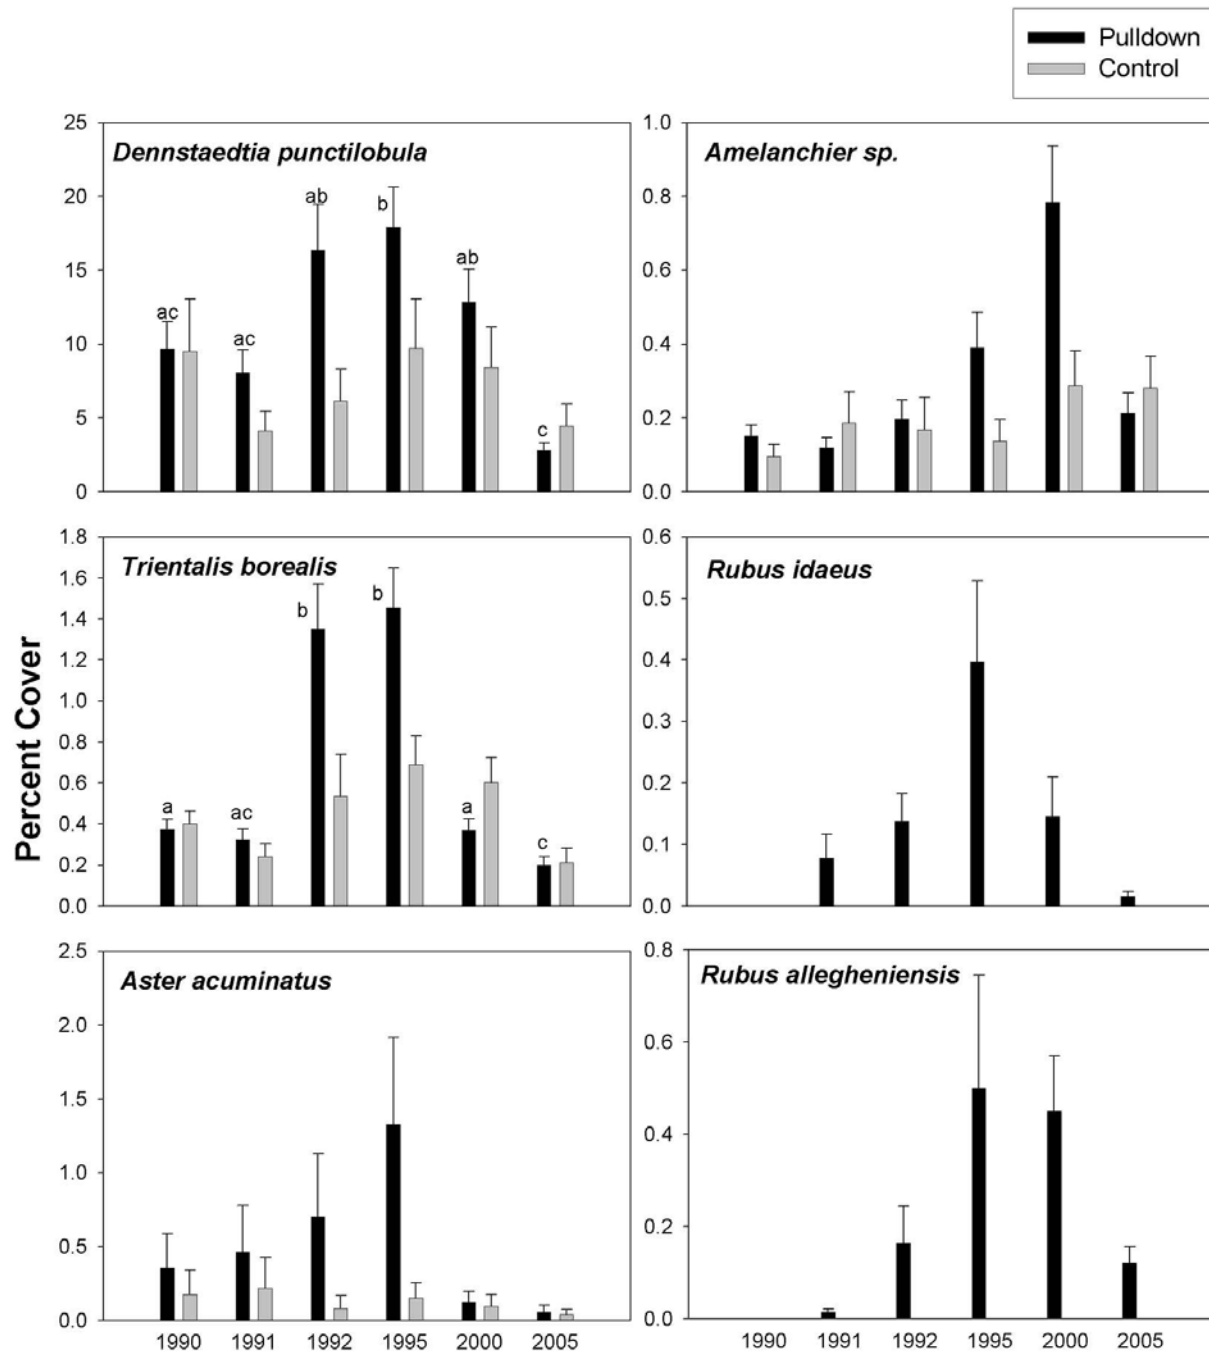 Pulldown
Control
Percent Cover
Dennstaedtia punctilobula
25
20
15
10
5
0
ac
ac
ab
b
ab
c
Amelanchier sp.
1.0
0.8
0.6
0.4
0.2
0.0
Trientalis borealis
1.8
1.6
1.4
1.2
1.0
0.8
0.6
0.4
0.2
0.0
a
ac
b
b
a
c
Rubus idaeus
0.6
0.5
0.4
0.3
0.2
0.1
0.0
Aster acuminatus
2.5
2.0
1.5
1.0
0.5
0.0
1990 1991 1992 1995 2000 2005
Rubus allegheniensis
0.8
0.6
0.4
0.2
0.0
1990 1991 1992 1995 2000 2005